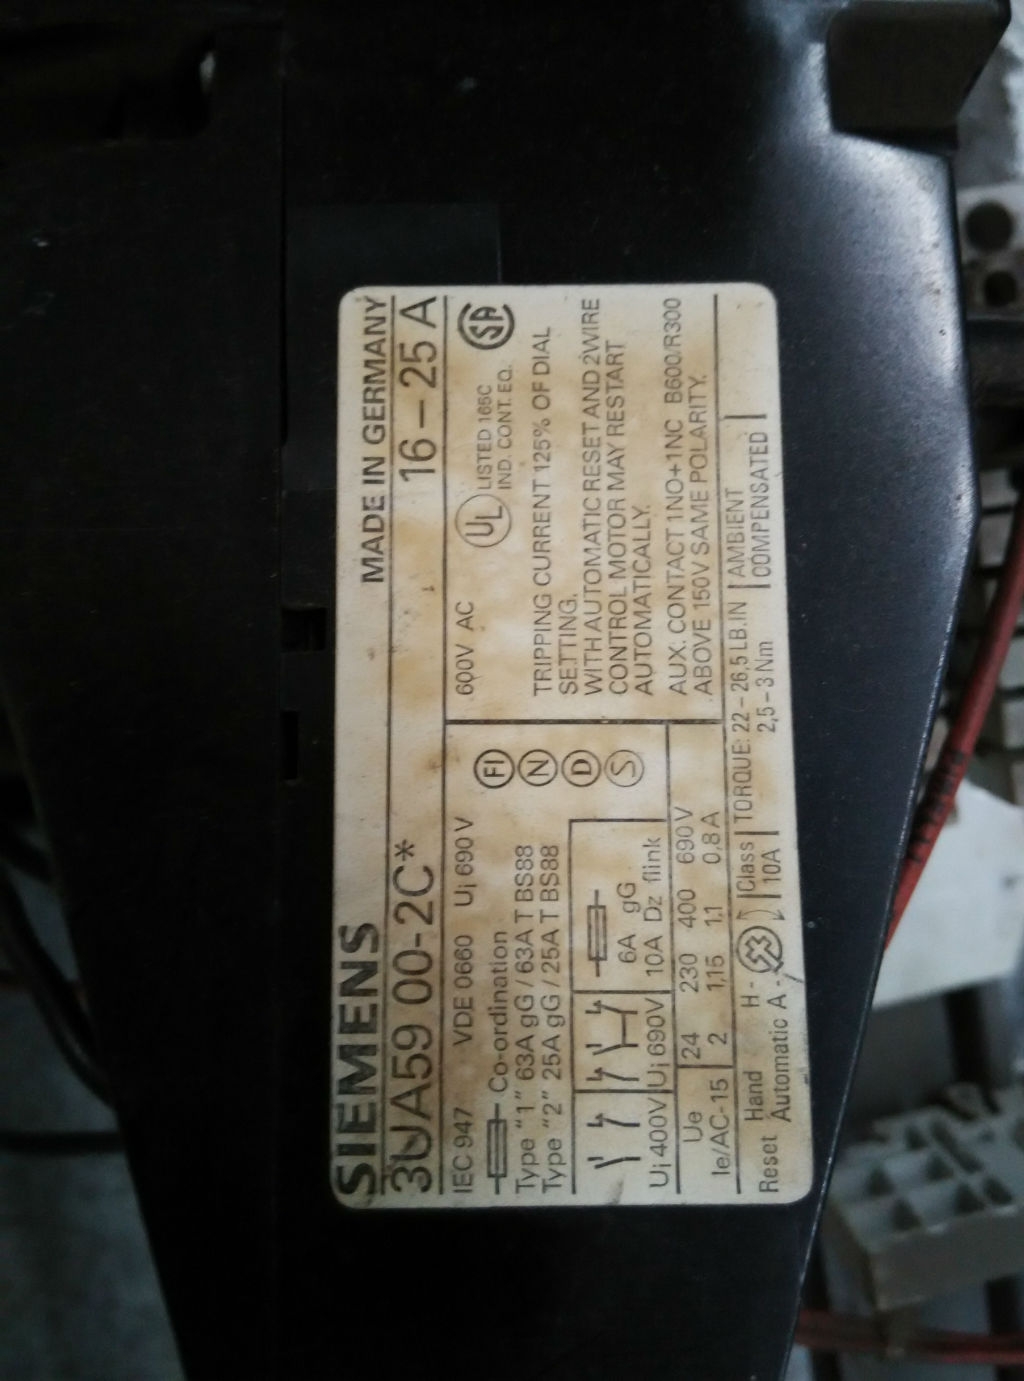 SIEMENS MADE IN GERMANY
3UA59 00-2C* 16–25 A
IEC 947 VDE 0660 Ui 690 V
Co-ordination
Type "1" 63A gG / 63A T BS88
Type "2" 25A gG / 25A T BS88
FI
N
D
S
6A gG
Ui 400V Ui 690V 10A Dz flink
Ue 24 230 400 690 V
Ie/AC-15 2 1,15 1,1 0,8 A
600V AC UL LISTED 165C
IND. CONT. EQ. SA
TRIPPING CURRENT 125% OF DIAL
SETTING.
WITH AUTOMATIC RESET AND 2WIRE
CONTROL MOTOR MAY RESTART
AUTOMATICALLY.
AUX. CONTACT 1NO+1NC B600/R300
ABOVE 150V SAME POLARITY.
Reset Hand H- Class TORQUE: 22–26,5 LB.IN AMBIENT
Automatic A- 10A 2,5–3 Nm COMPENSATED